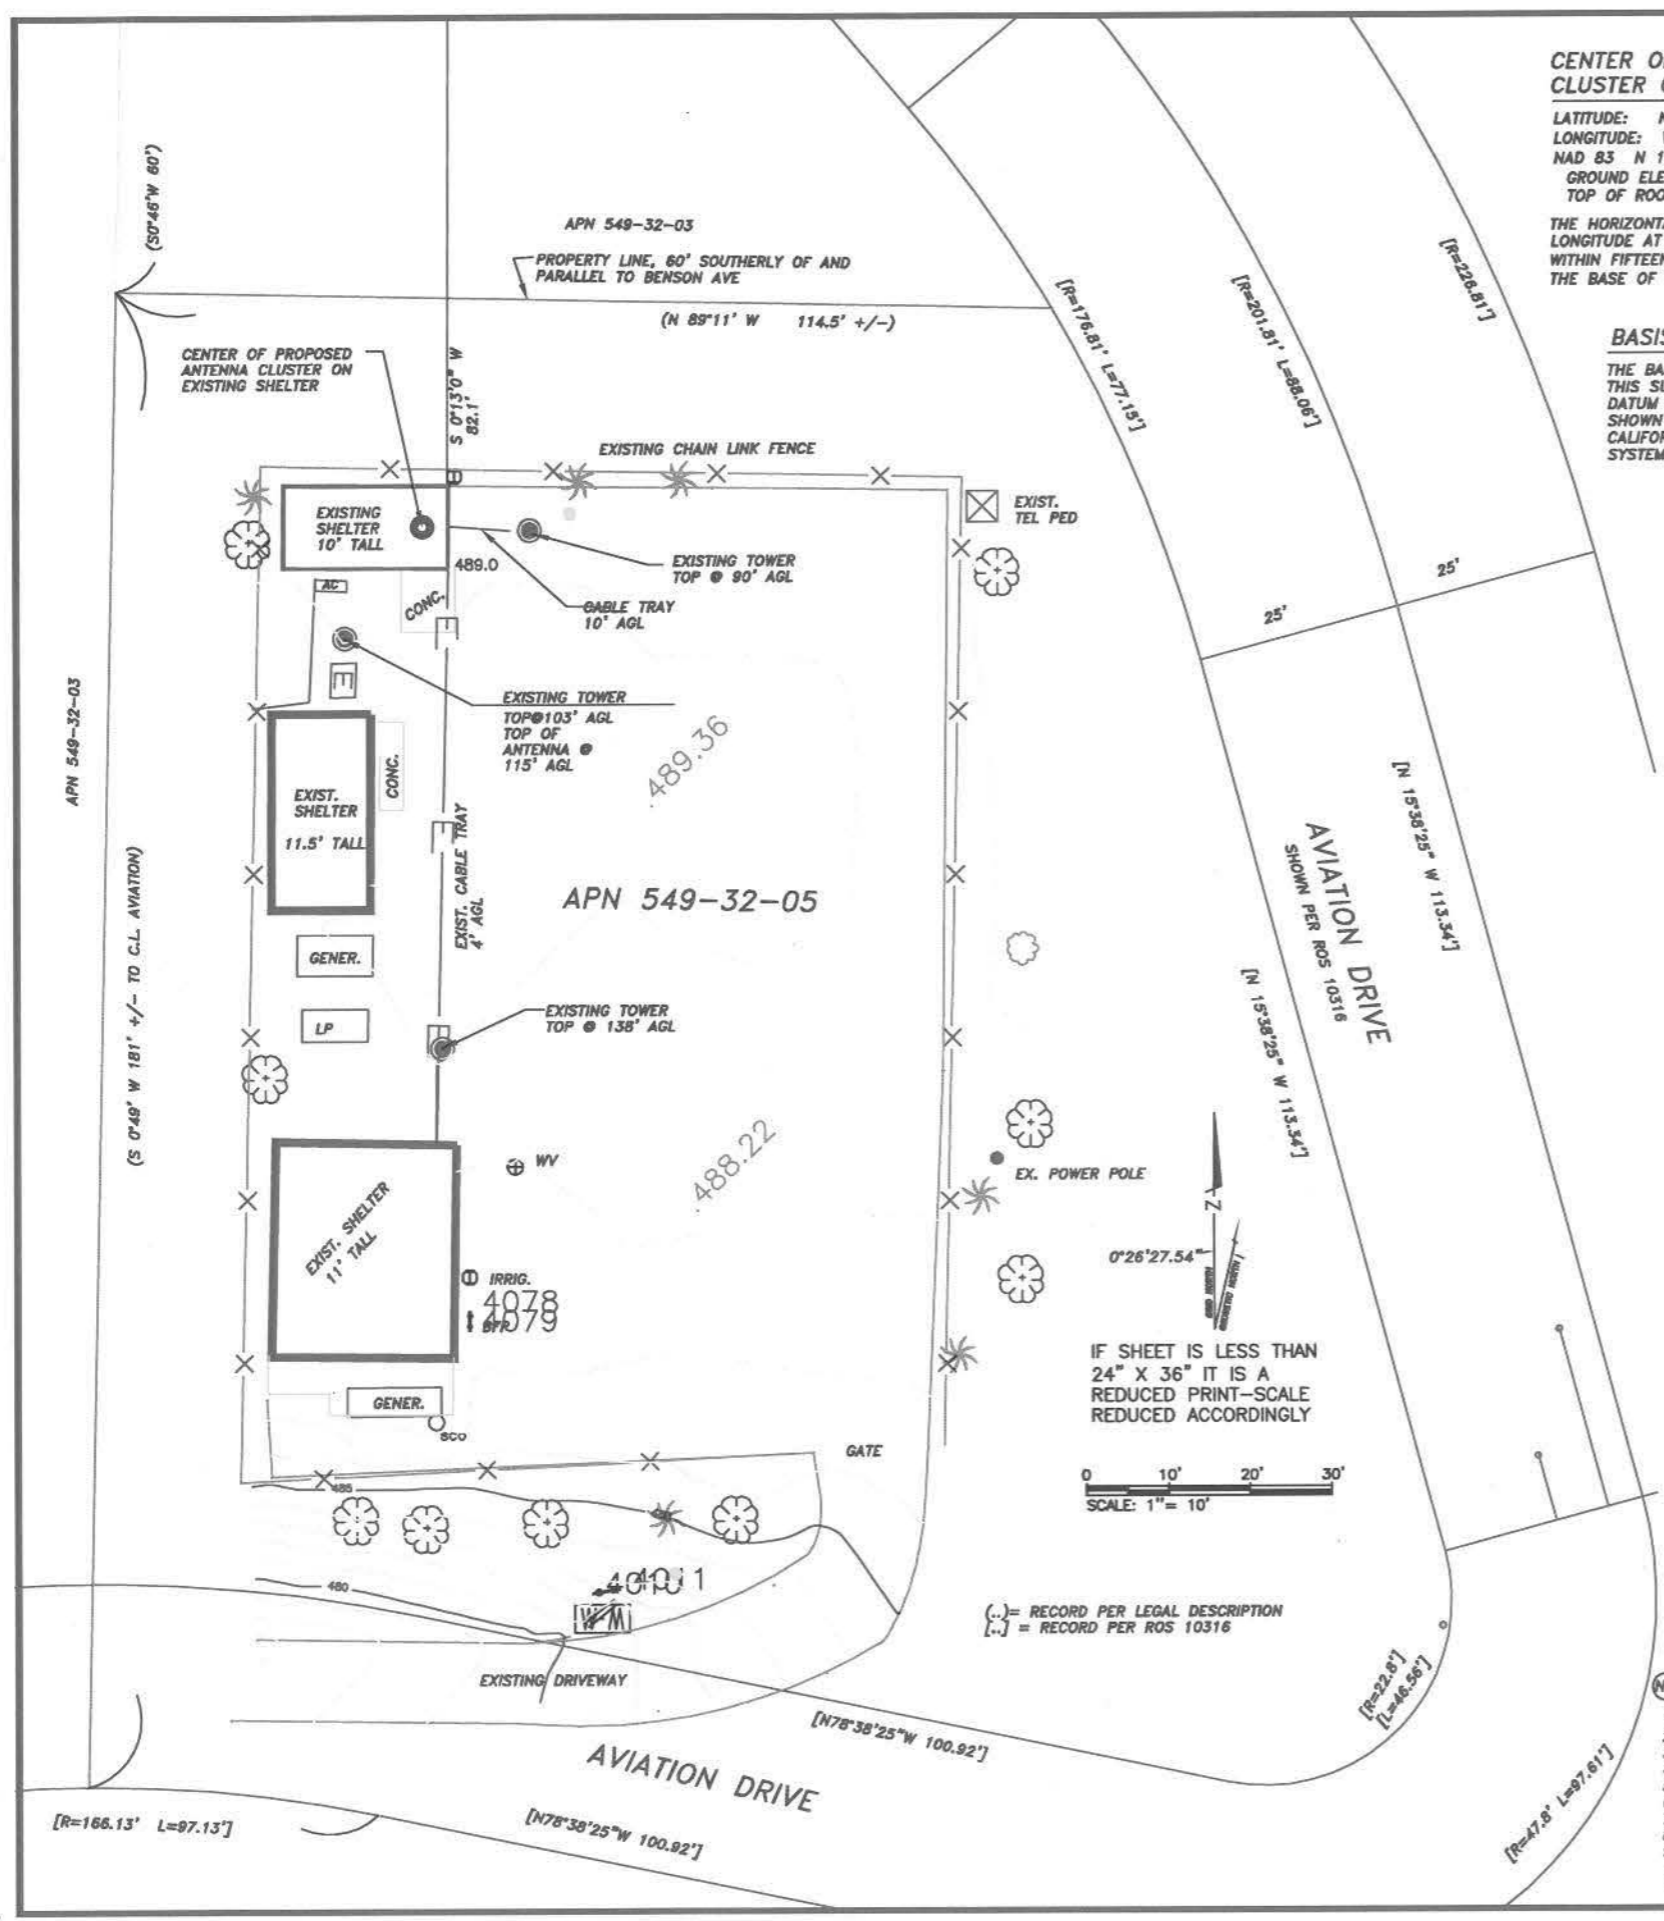 CENTER
CLUSTER
LATITUDE:
LONGITUDE:
NAD 83 N 1
GROUND ELE
TOP OF ROO
THE HORIZONT
LONGITUDE AT
WITHIN FIFTEEN
THE BASE OF
BASIS
THE BA
THIS SU
DATUM
SHOWN
CALIFOR
SYSTEM
(S0°46"W 60')
APN 549-32-03
PROPERTY LINE, 60' SOUTHERLY OF AND
PARALLEL TO BENSON AVE
(N 89°11' W 114.5' +/-)
[R=176.81' L=77.15']
[R=201.81' L=88.06']
[R=226.81']
CENTER OF PROPOSED
ANTENNA CLUSTER ON
EXISTING SHELTER
S 0°13'0" W
82.1'
EXISTING CHAIN LINK FENCE
EXISTING
SHELTER
10' TALL
EXIST.
TEL PED
EXISTING TOWER
TOP @ 90' AGL
489.0
AC
CONC.
CABLE TRAY
10' AGL
25'
25'
E
E
EXISTING TOWER
TOP@103' AGL
TOP OF
ANTENNA @
115' AGL
489.36
APN 549-32-03
CONC.
EXIST.
SHELTER
11.5' TALL
E
EXIST. CABLE TRAY
4' AGL
APN 549-32-05
AVIATION DRIVE
SHOWN PER ROS 10316
[N 15°38'25" W 113.34']
[N 15°38'25" W 113.34']
(S 0°49' W 181' +/- TO C.L. AVIATION)
GENER.
LP
EXISTING TOWER
TOP @ 138' AGL
E
488.22
WV
EX. POWER POLE
EXIST. SHELTER
11' TALL
N
0°26'27.54"
IRRIG.
4078
4079
BFP
IF SHEET IS LESS THAN
24" X 36" IT IS A
REDUCED PRINT-SCALE
REDUCED ACCORDINGLY
GENER.
SCO
GATE
0 10' 20' 30'
SCALE: 1"= 10'
485
480
WM
(..)= RECORD PER LEGAL DESCRIPTION
[..] = RECORD PER ROS 10316
EXISTING DRIVEWAY
[R=22.8']
[L=46.56']
[N78°38'25"W 100.92']
AVIATION DRIVE
[R=166.13' L=97.13']
[N78°38'25"W 100.92']
[R=47.8' L=97.61']